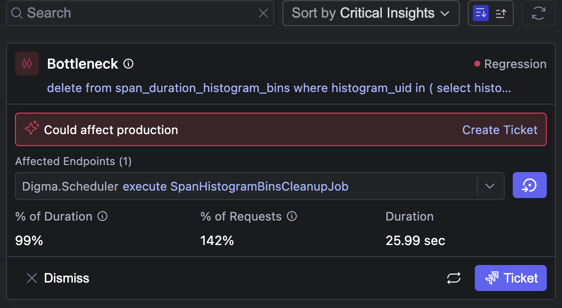 Search
Sort by Critical Insights
Bottleneck
Regression
delete from span_duration_histogram_bins where histogram_uid in ( select histo...
Could affect production
Create Ticket
Affected Endpoints (1)
Digma.Scheduler execute SpanHistogramBinsCleanupJob
% of Duration
% of Requests
Duration
99%
142%
25.99 sec
Dismiss
Ticket